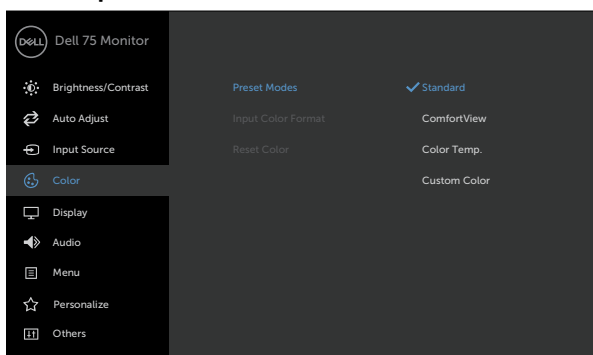 DELL Dell 75 Monitor
Brightness/Contrast Preset Modes Standard
Auto Adjust Input Color Format ComfortView
Input Source Reset Color Color Temp.
Color Custom Color
Display
Audio
Menu
Personalize
Others